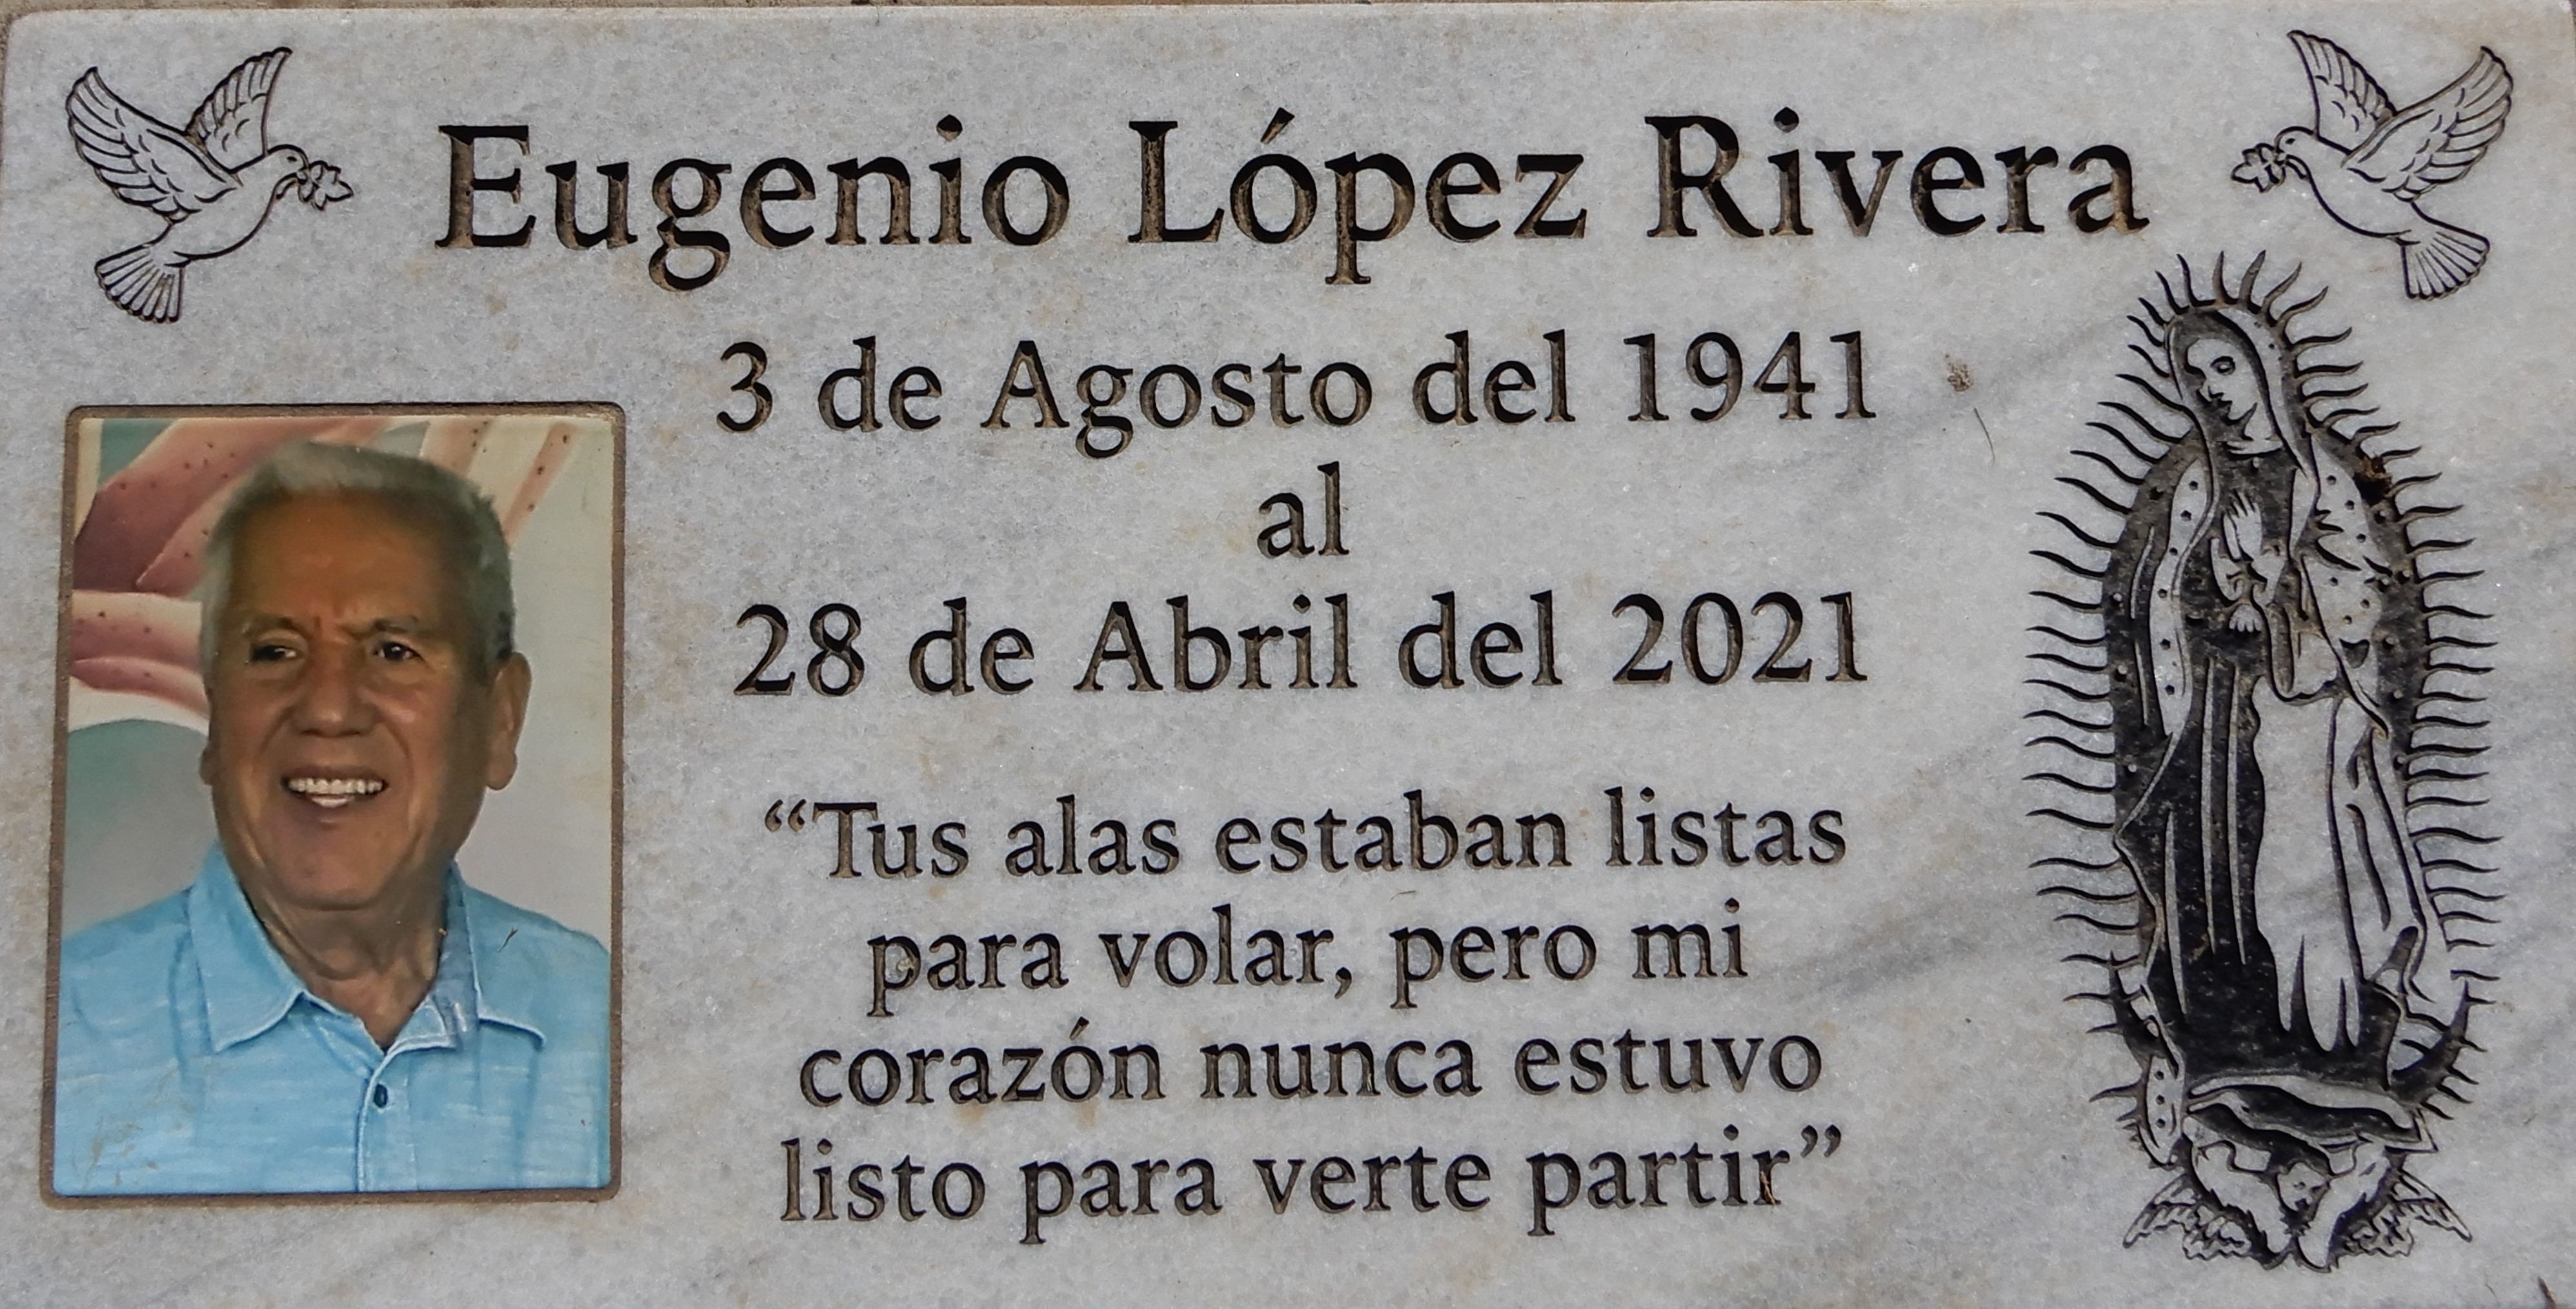 Eugenio López Rivera
3 de Agosto del 1941
al
28 de Abril del 2021
“Tus alas estaban listas
para volar, pero mi
corazón nunca estuvo
listo para verte partir”